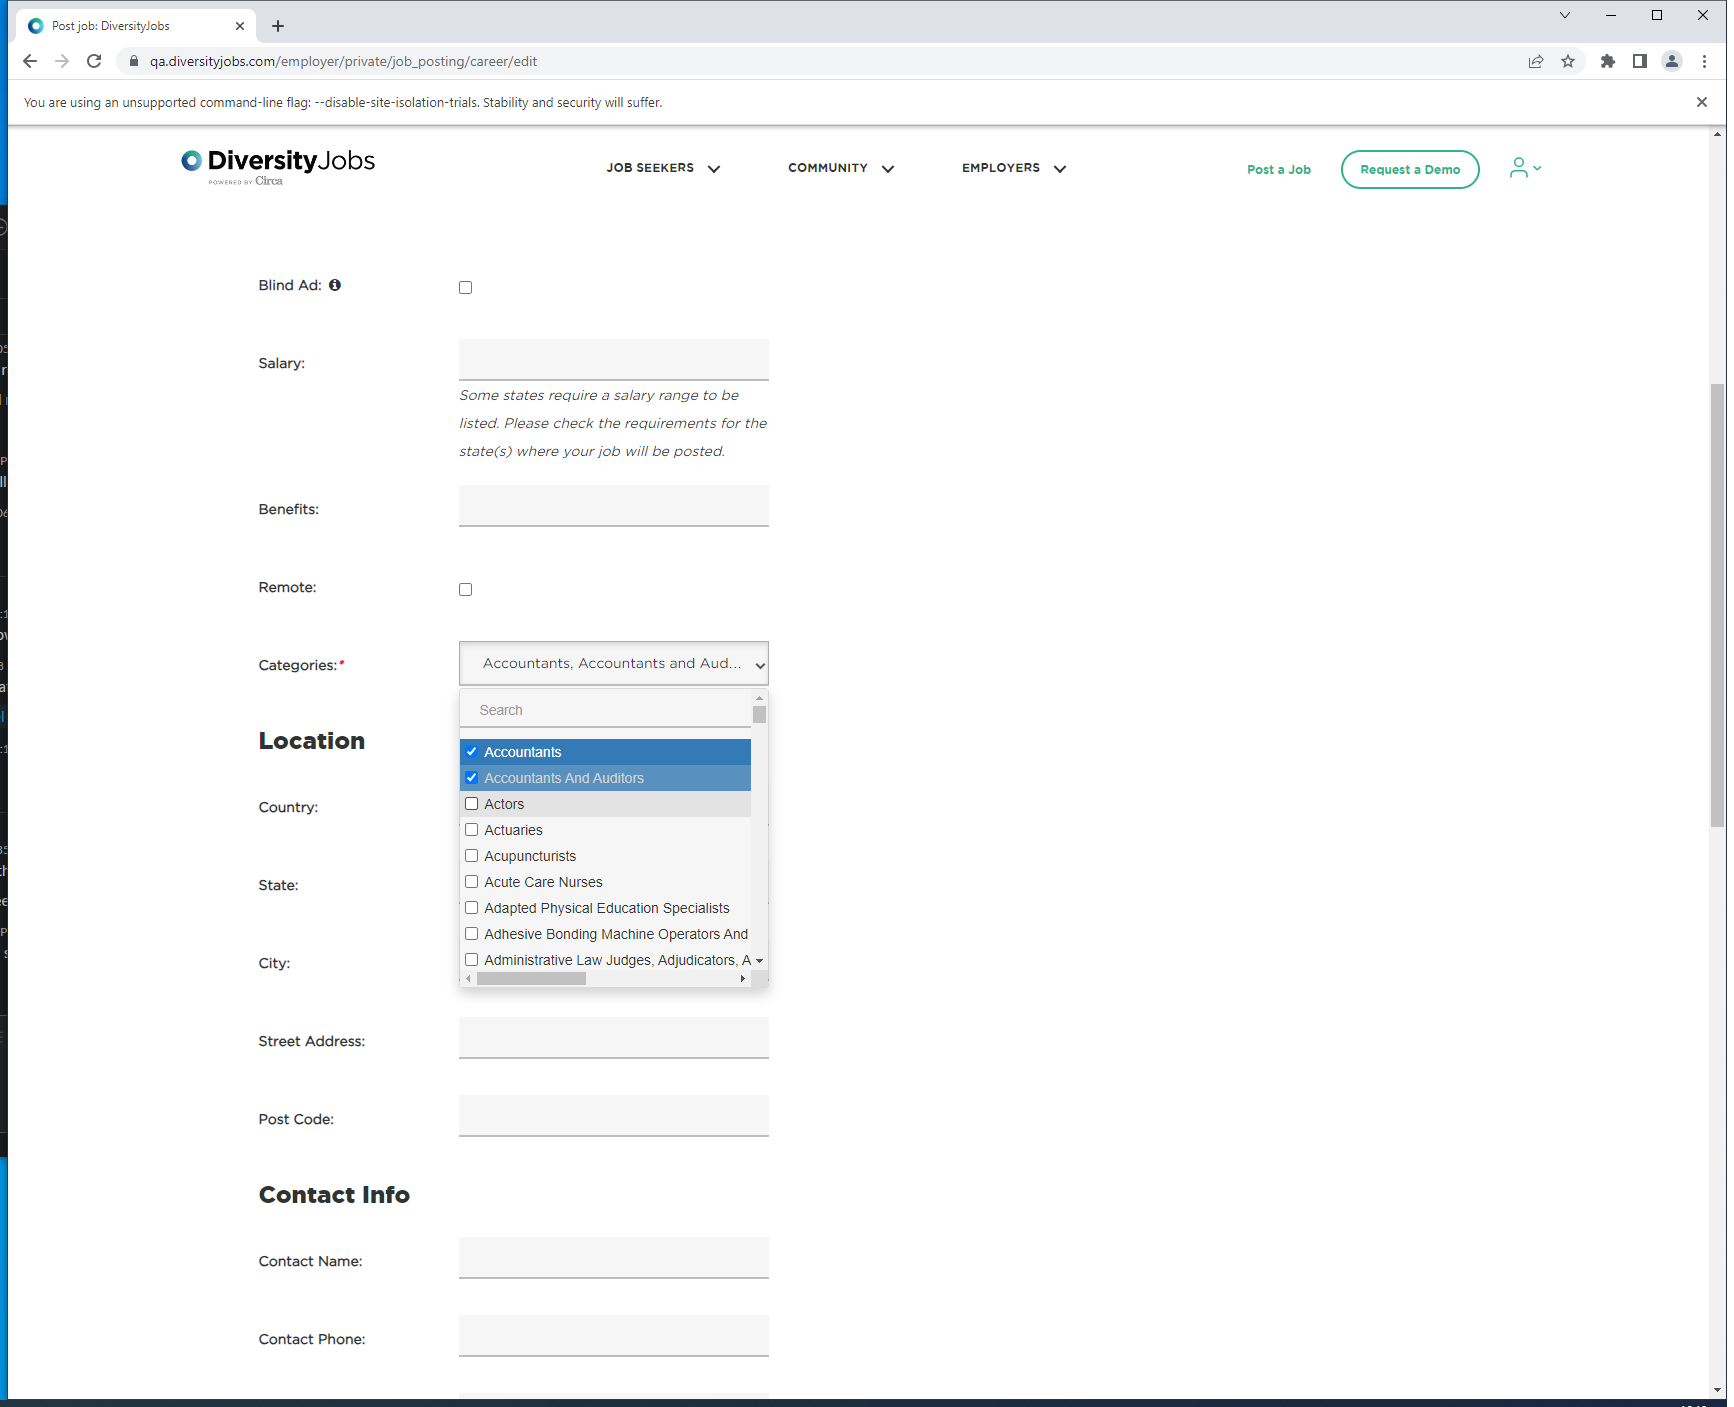 Post job: DiversityJobs
qa.diversityjobs.com/employer/private/job_posting/career/edit
You are using an unsupported command-line flag: --disable-site-isolation-trials. Stability and security will suffer.
DiversityJobs
POWERED BY Circa
JOB SEEKERS
COMMUNITY
EMPLOYERS
Post a Job
Request a Demo
Blind Ad:
Salary:
Some states require a salary range to be
listed. Please check the requirements for the
state(s) where your job will be posted.
Benefits:
Remote:
Categories:*
Accountants, Accountants and Aud...
Search
Accountants
Accountants And Auditors
Actors
Actuaries
Acupuncturists
Acute Care Nurses
Adapted Physical Education Specialists
Adhesive Bonding Machine Operators And
Administrative Law Judges, Adjudicators, A
Location
Country:
State:
City:
Street Address:
Post Code:
Contact Info
Contact Name:
Contact Phone: